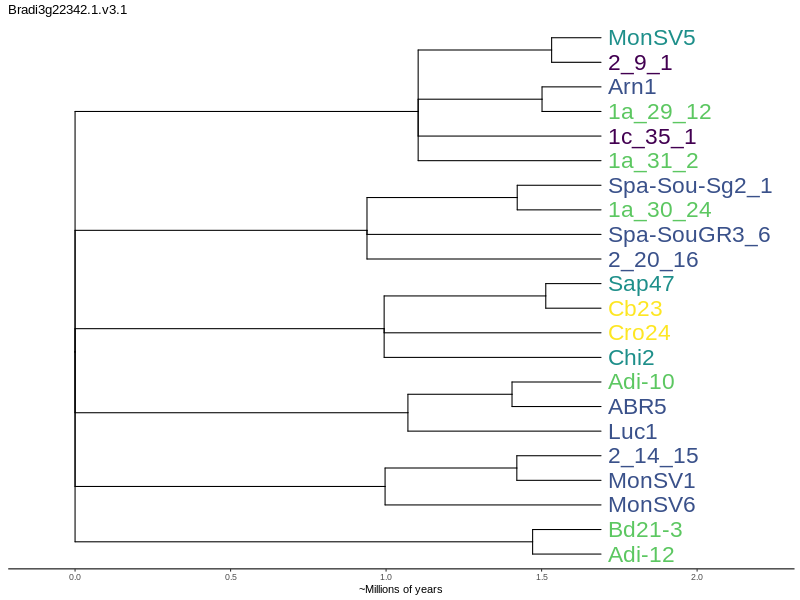 Bradi3g22342.1.v3.1
MonSV5
2_9_1
Arn1
1a_29_12
1c_35_1
1a_31_2
Spa-Sou-Sg2_1
1a_30_24
Spa-SouGR3_6
2_20_16
Sap47
Cb23
Cro24
Chi2
Adi-10
ABR5
Luc1
2_14_15
MonSV1
MonSV6
Bd21-3
Adi-12
0.0 0.5 1.0 1.5 2.0
~Millions of years